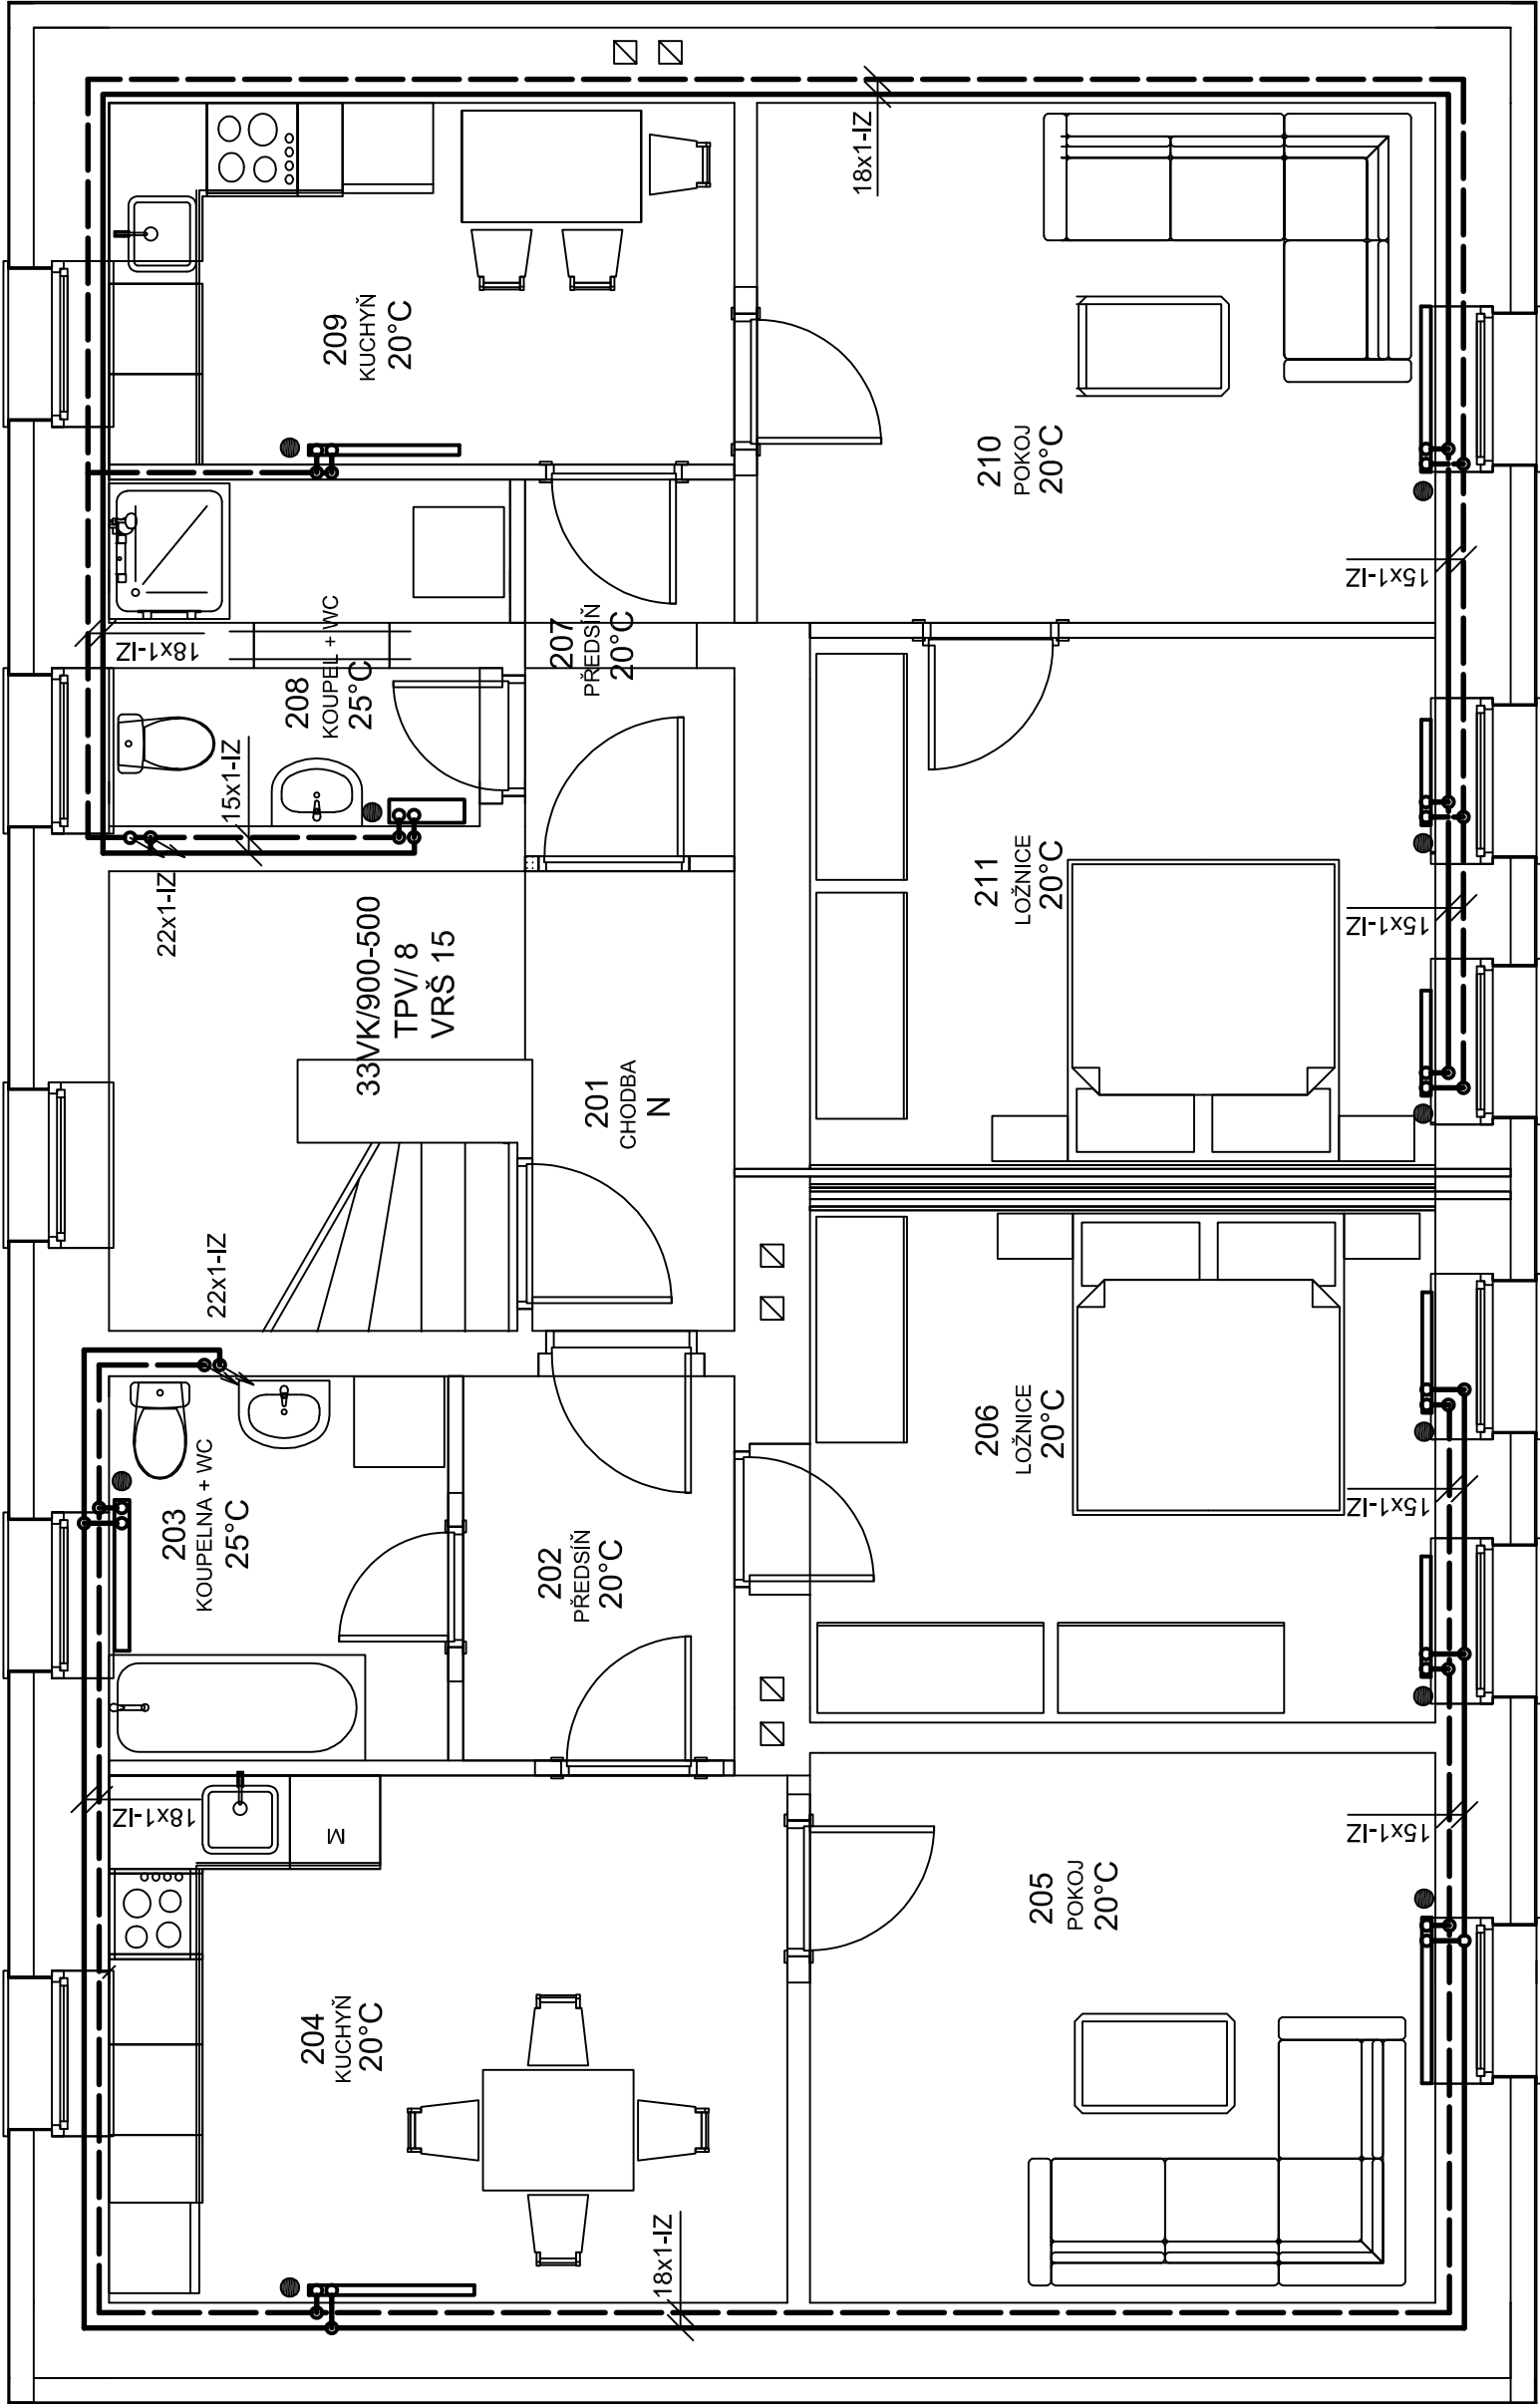 18x1-IZ
209
KUCHYŇ
20°C
210
POKOJ
20°C
15x1-IZ
18x1-IZ
208
KOUPEL + WC
25°C
207
PŘEDSÍŇ
20°C
15x1-IZ
22x1-IZ
33VK/900-500
TPV/ 8
VRŠ 15
211
LOŽNICE
20°C
15x1-IZ
201
CHODBA
N
22x1-IZ
203
KOUPELNA + WC
25°C
202
PŘEDSÍŇ
20°C
206
LOŽNICE
20°C
15x1-IZ
18x1-IZ
M
204
KUCHYŇ
20°C
205
POKOJ
20°C
15x1-IZ
18x1-IZ